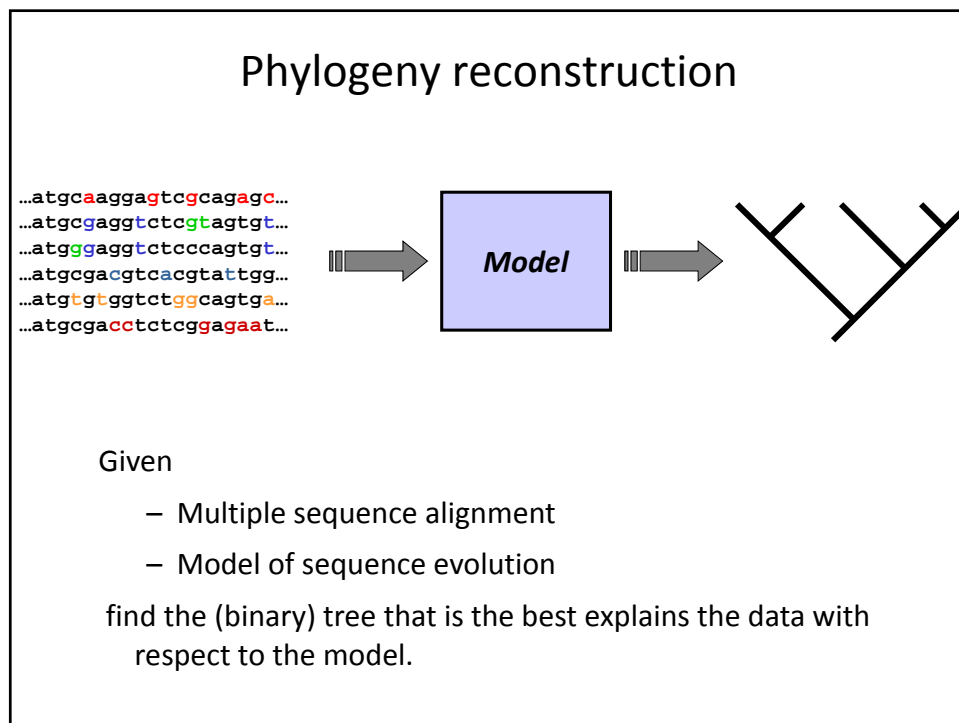 Phylogeny reconstruction
…atgcaaggagtcgcagagc…
…atgcgaggtctcgtagtgt…
…atgggaggtctcccagtgt…
…atgcgacgtcacgtattgg…
…atgtgtggtctggcagtga…
…atgcgacctctcggagaat…
Model
Given
– Multiple sequence alignment
– Model of sequence evolution
find the (binary) tree that is the best explains the data with
respect to the model.